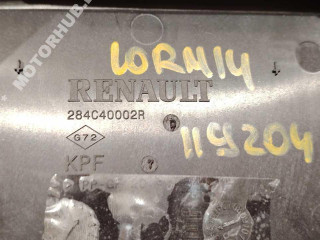 MOTORHUB.
LORM14
RENAULT
284C40002R
119204
G72
KPF